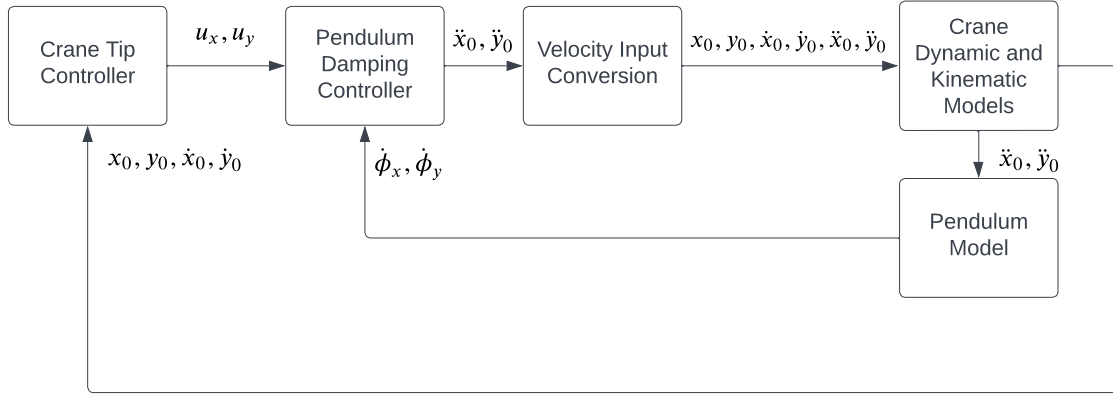 Crane Tip
Controller
u_x, u_y
Pendulum
Damping
Controller
ẍ_0, ÿ_0
Velocity Input
Conversion
x_0, y_0, ẋ_0, ẏ_0, ẍ_0, ÿ_0
Crane
Dynamic and
Kinematic
Models
x_0, y_0, ẋ_0, ẏ_0
ϕ̇_x, ϕ̇_y
ẍ_0, ÿ_0
Pendulum
Model